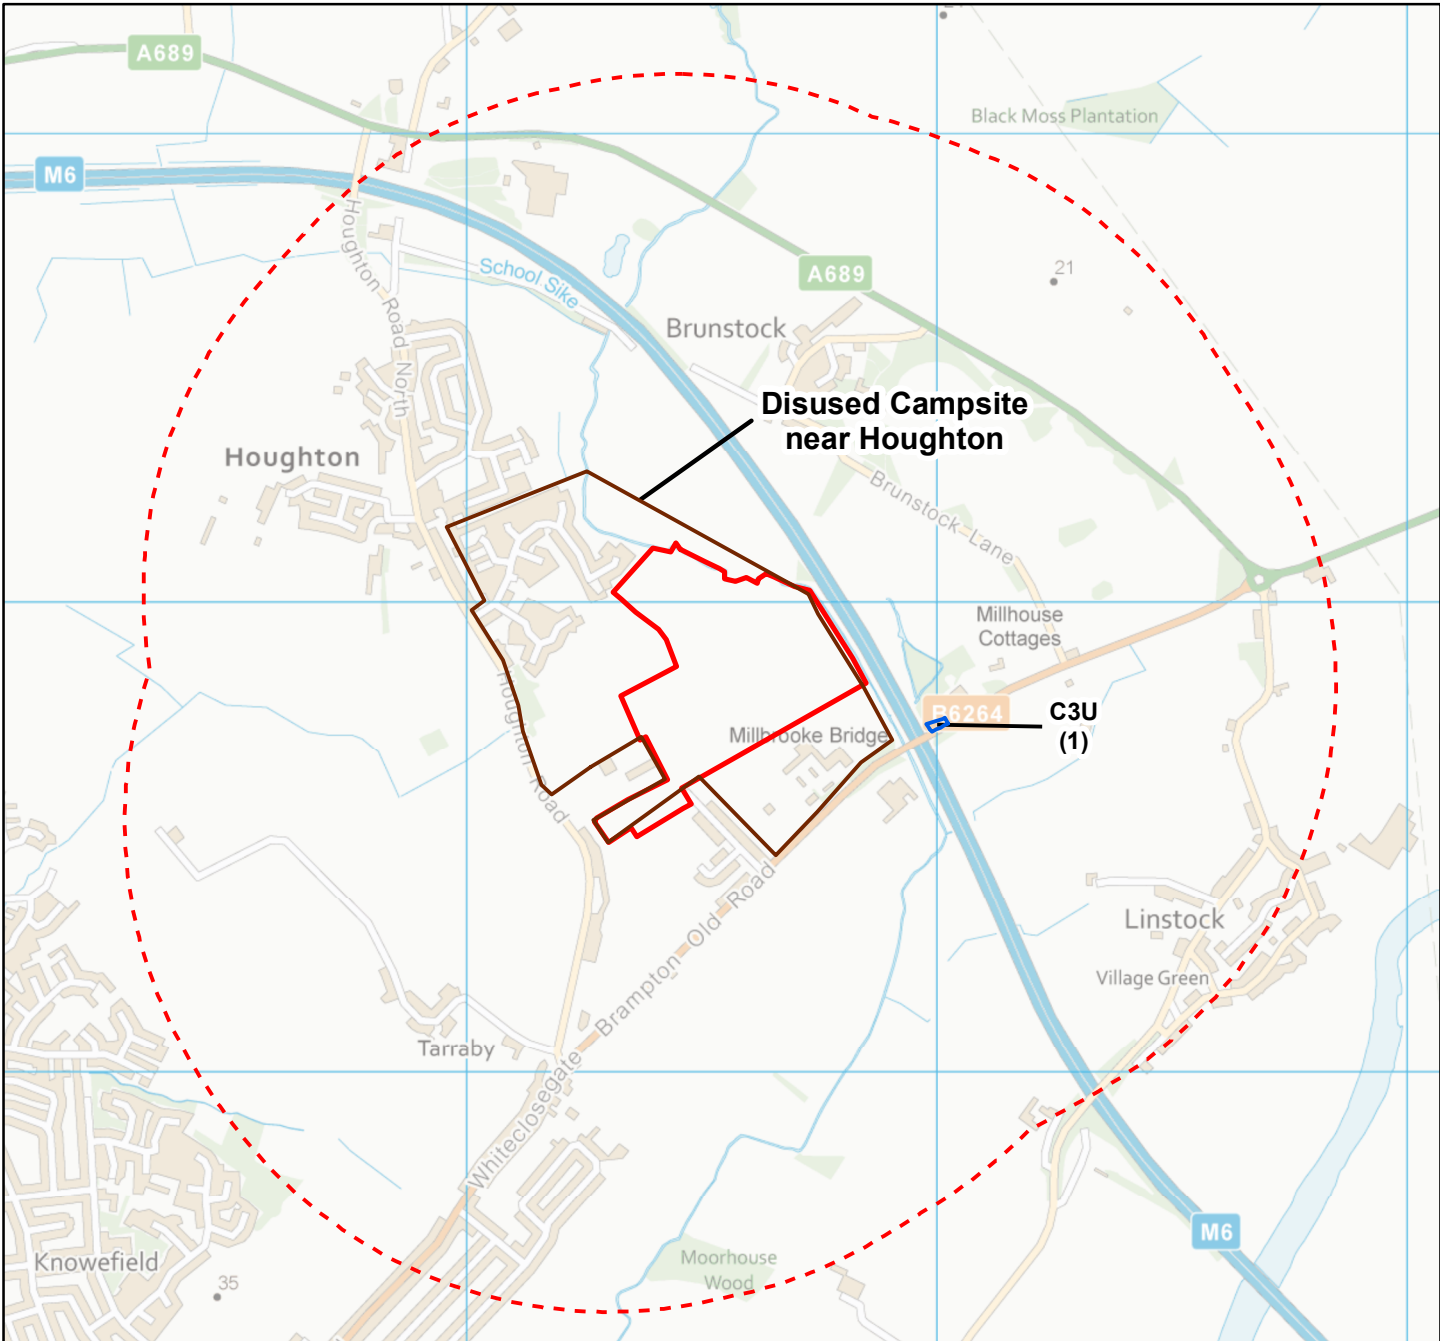 A689
Black Moss Plantation
M6
Houghton Road North
School Sike
A689
21
Brunstock
Disused Campsite
near Houghton
Houghton
Brunstock Lane
Millhouse
Cottages
Houghton Road
B6264
C3U
(1)
Millbrooke Bridge
Brampton Old Road
Linstock
Village Green
Tarraby
Whiteclosegate
M6
Knowefield
35
Moorhouse
Wood